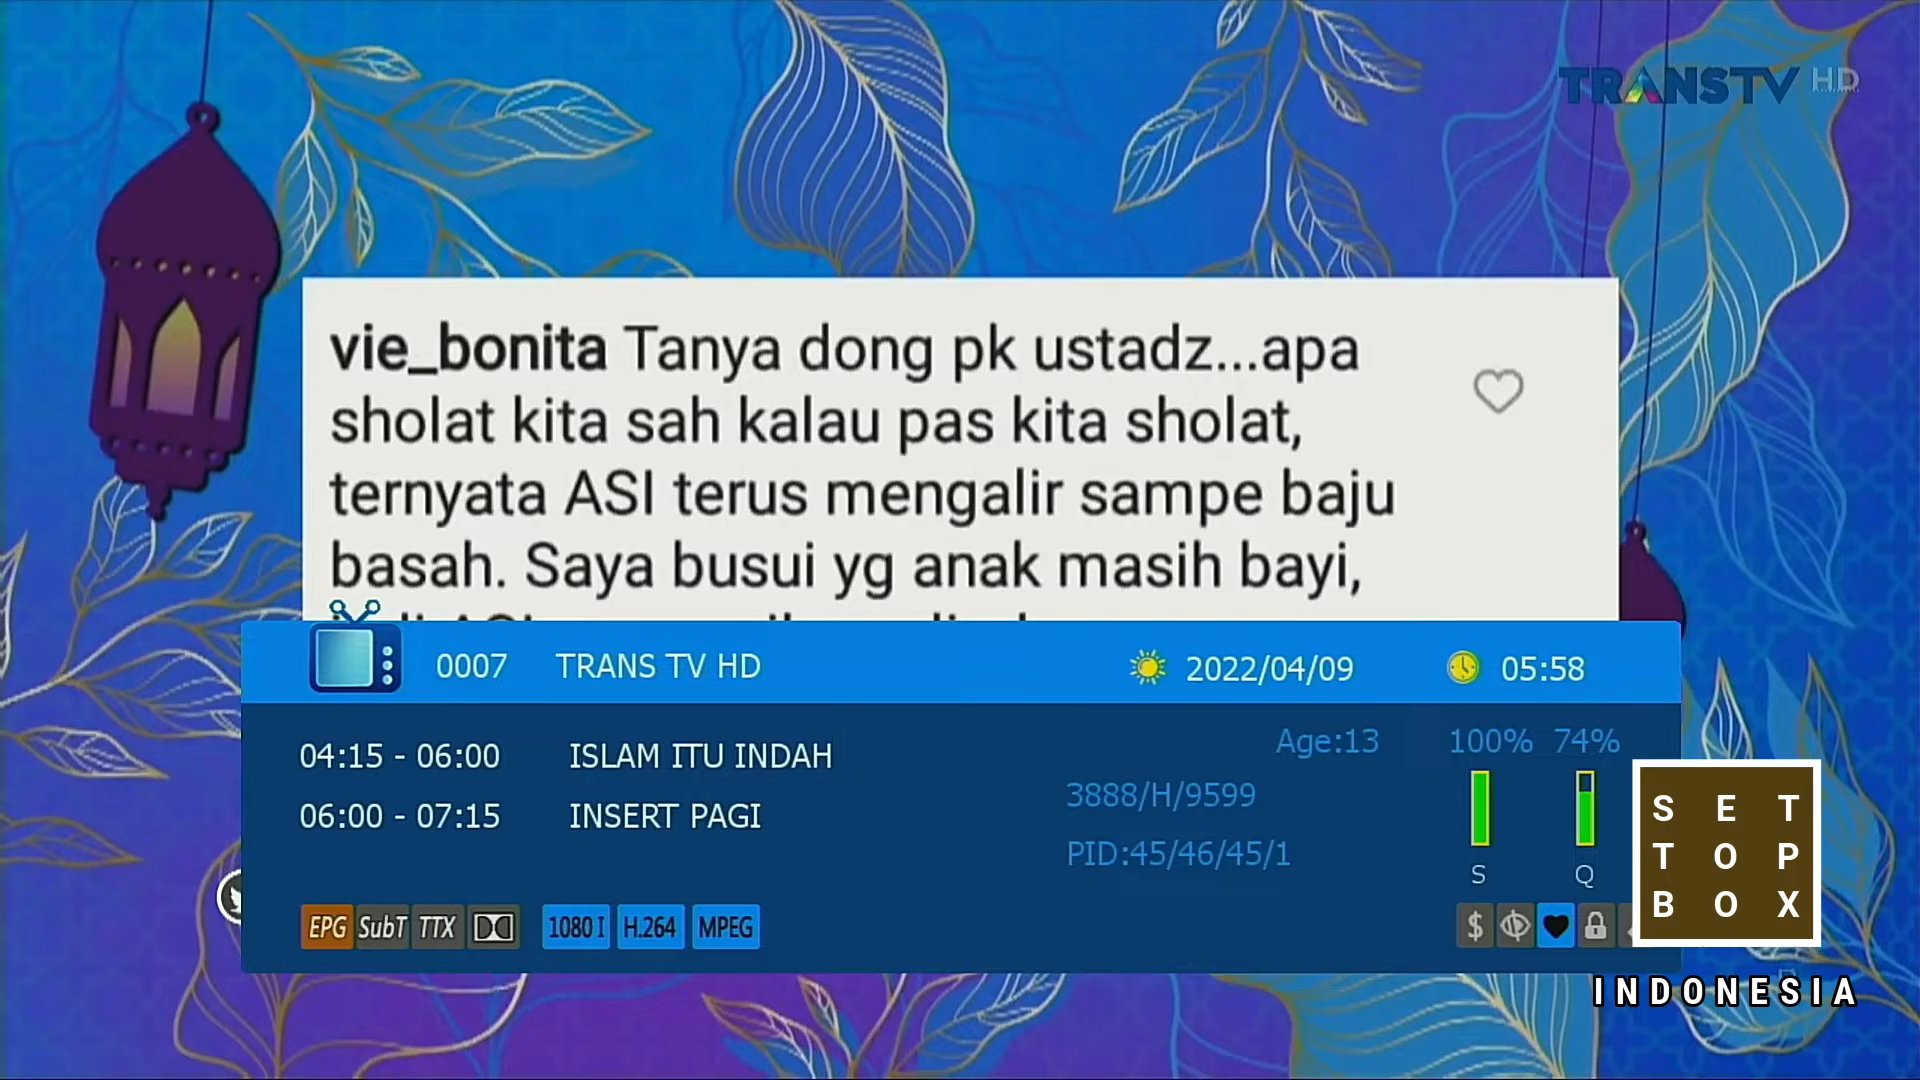 TRANSTV HD
vie_bonita Tanya dong pk ustadz...apa
sholat kita sah kalau pas kita sholat,
ternyata ASI terus mengalir sampe baju
basah. Saya busui yg anak masih bayi,
0007 TRANS TV HD 2022/04/09 05:58
04:15 - 06:00 ISLAM ITU INDAH
06:00 - 07:15 INSERT PAGI
Age:13 100% 74%
3888/H/9599
PID:45/46/45/1
S Q
EPG SubT TTX 1080 I H.264 MPEG
$
SET
TOP
BOX
INDONESIA